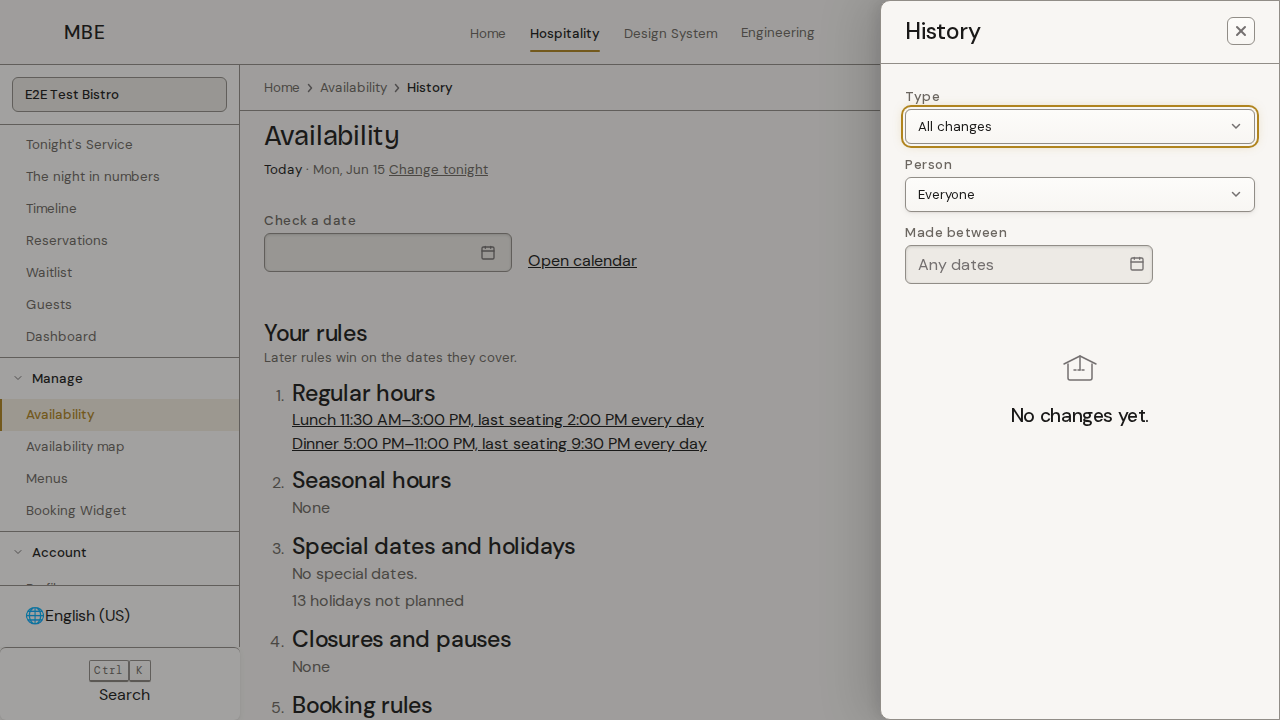 MBE
Home
Hospitality
Design System
Engineering
E2E Test Bistro
Tonight's Service
The night in numbers
Timeline
Reservations
Waitlist
Guests
Dashboard
Manage
Availability
Availability map
Menus
Booking Widget
Account
🌐English (US)
Ctrl K
Search
Home > Availability > History
Availability
Today · Mon, Jun 15 Change tonight
Check a date
Open calendar
Your rules
Later rules win on the dates they cover.
1. Regular hours
Lunch 11:30 AM–3:00 PM, last seating 2:00 PM every day
Dinner 5:00 PM–11:00 PM, last seating 9:30 PM every day
2. Seasonal hours
None
3. Special dates and holidays
No special dates.
13 holidays not planned
4. Closures and pauses
None
5. Booking rules
History
Type
All changes
Person
Everyone
Made between
Any dates
No changes yet.